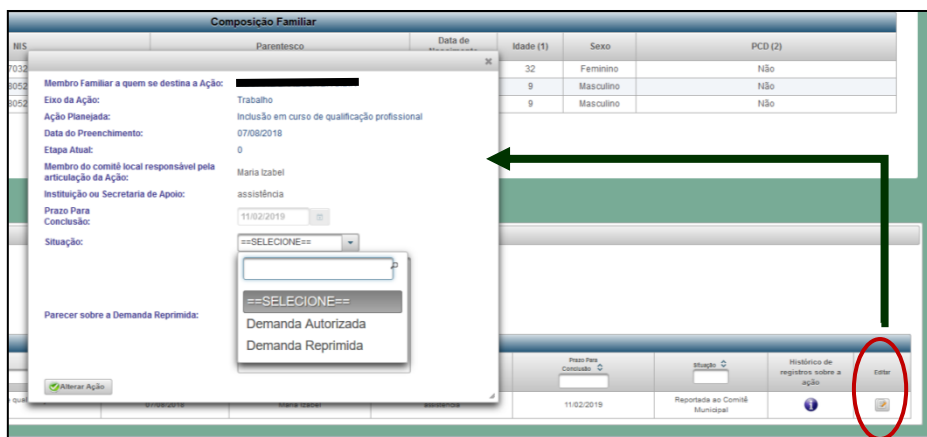 Composição Familiar
NIS Parentesco Data de Idade (1) Sexo PCD (2)
7032 32 Feminino Não
8052 9 Masculino Não
8052 9 Masculino Não
Membro Familiar a quem se destina a Ação:
Eixo da Ação: Trabalho
Ação Planejada: Inclusão em curso de qualificação profissional
Data do Preenchimento: 07/08/2018
Etapa Atual: 0
Membro do comitê local responsável pela
articulação da Ação: Maria Izabel
Instituição ou Secretaria de Apoio: assistência
Prazo Para
Conclusão: 11/02/2019
Situação: ==SELECIONE==
==SELECIONE==
Demanda Autorizada
Demanda Reprimida
Parecer sobre a Demanda Reprimida:
Alterar Ação
Prazo Para
Conclusão
Situação
Histórico de
registros sobre a
ação
Editar
07/08/2018 Maria Izabel assistência 11/02/2019
Reportada ao Comitê
Municipal